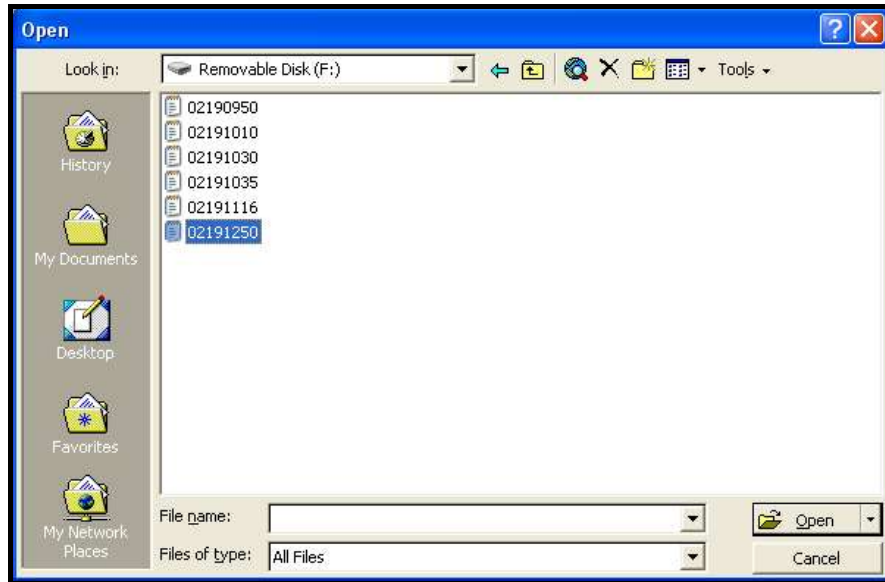 Open
Look in:
Removable Disk (F:)
Tools
02190950
02191010
02191030
02191035
02191116
02191250
History
My Documents
Desktop
Favorites
My Network
Places
File name:
Open
Files of type:
All Files
Cancel